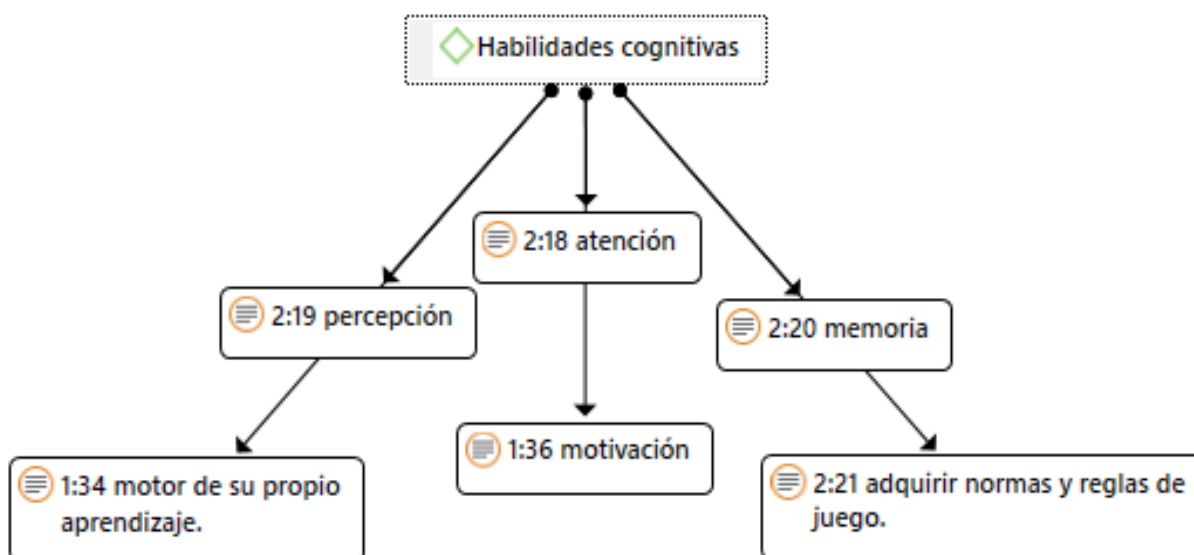 Habilidades cognitivas
2:18 atención
2:19 percepción
2:20 memoria
1:34 motor de su propio
aprendizaje.
1:36 motivación
2:21 adquirir normas y reglas de
juego.